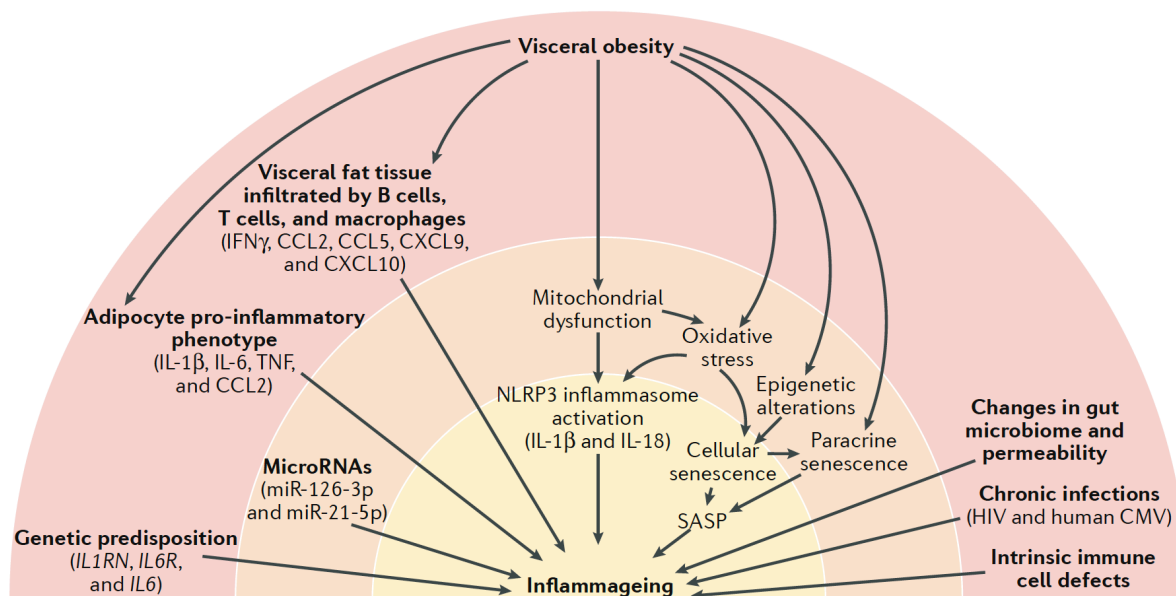 Visceral obesity
Visceral fat tissue
infiltrated by B cells,
T cells, and macrophages
(IFNγ, CCL2, CCL5, CXCL9,
and CXCL10)
Adipocyte pro-inflammatory
phenotype
(IL-1β, IL-6, TNF,
and CCL2)
Mitochondrial
dysfunction
Oxidative
stress
NLRP3 inflammasome
activation
(IL-1β and IL-18)
Epigenetic
alterations
Cellular
senescence
Paracrine
senescence
SASP
Changes in gut
microbiome and
permeability
MicroRNAs
(miR-126-3p
and miR-21-5p)
Chronic infections
(HIV and human CMV)
Genetic predisposition
(IL1RN, IL6R,
and IL6)
Intrinsic immune
cell defects
Inflammageing